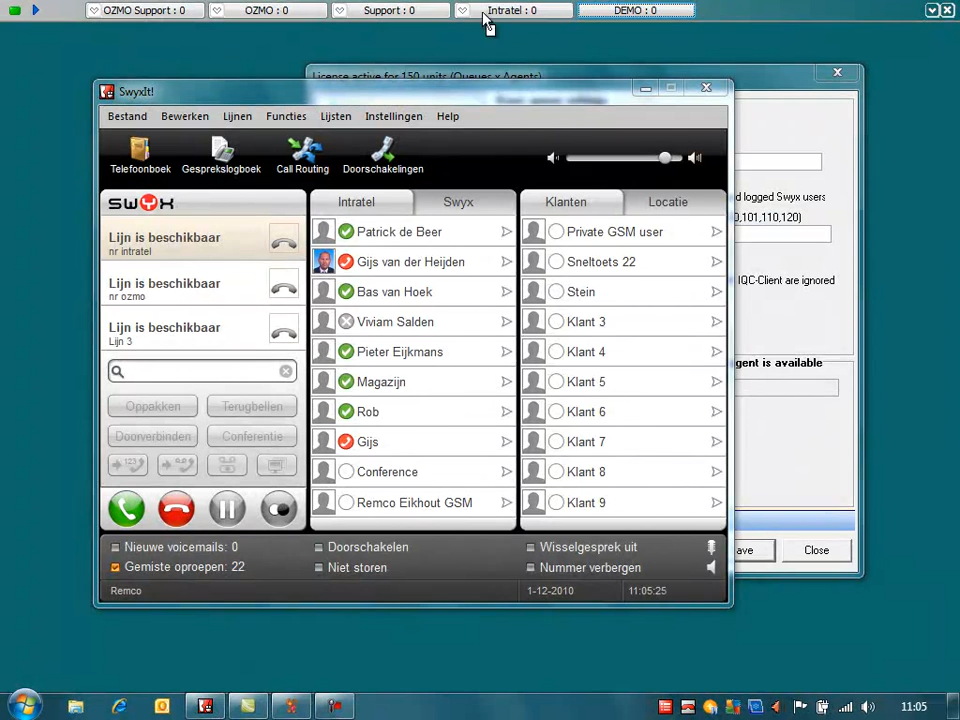 OZMO Support : 0
OZMO : 0
Support : 0
Intratel : 0
DEMO : 0
License active for 150 units (Queues x Agents)
SwyxIt!
Bestand Bewerken Lijnen Functies Lijsten Instellingen Help
Telefoonboek Gesprekslogboek Call Routing Doorschakelingen
swyx
Intratel Swyx Klanten Locatie
Lijn is beschikbaar
nr intratel
Lijn is beschikbaar
nr ozmo
Lijn is beschikbaar
Lijn 3
Oppakken Terugbellen
Doorverbinden Conferentie
Patrick de Beer
Gijs van der Heijden
Bas van Hoek
Viviam Salden
Pieter Eijkmans
Magazijn
Rob
Gijs
Conference
Remco Eikhout GSM
Private GSM user
Sneltoets 22
Stein
Klant 3
Klant 4
Klant 5
Klant 6
Klant 7
Klant 8
Klant 9
d logged Swyx users
0,101,110,120)
IQC-Client are ignored
gent is available
ave Close
Nieuwe voicemails: 0 Doorschakelen Wisselgesprek uit
Gemiste oproepen: 22 Niet storen Nummer verbergen
Remco 1-12-2010 11:05:25
11:05